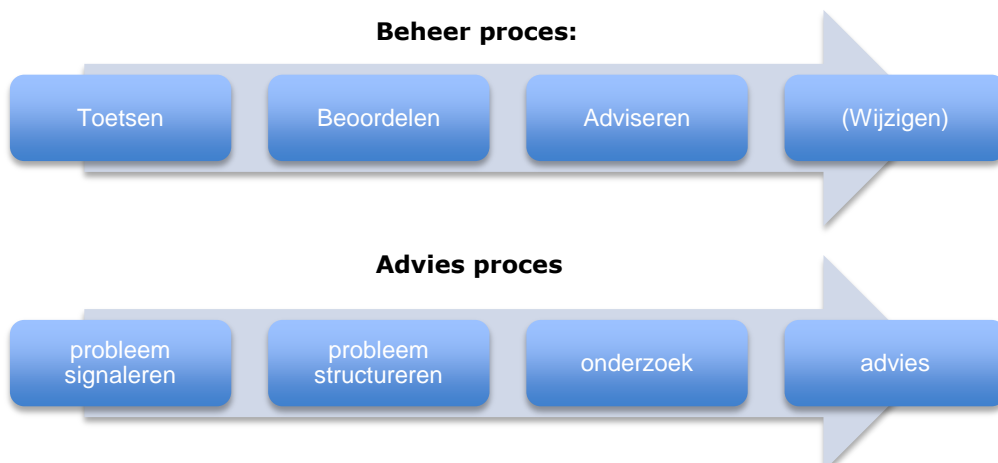 Beheer proces:
Toetsen
Beoordelen
Adviseren
(Wijzigen)
Advies proces
probleem
signaleren
probleem
structureren
onderzoek
advies